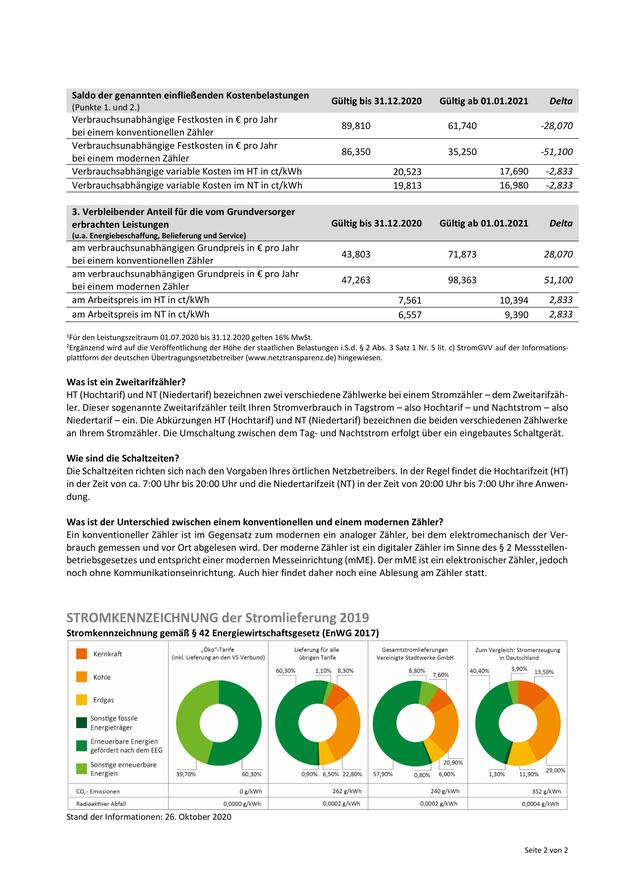 Saldo der genannten einfließenden Kostenbelastungen
(Punkte 1. und 2.) Gültig bis 31.12.2020 Gültig ab 01.01.2021 Delta
Verbrauchsunabhängige Festkosten in € pro Jahr
bei einem konventionellen Zähler 89,810 61,740 -28,070
Verbrauchsunabhängige Festkosten in € pro Jahr
bei einem modernen Zähler 86,350 35,250 -51,100
Verbrauchsabhängige variable Kosten im HT in ct/kWh 20,523 17,690 -2,833
Verbrauchsabhängige variable Kosten im NT in ct/kWh 19,813 16,980 -2,833
3. Verbleibender Anteil für die vom Grundversorger
erbrachten Leistungen Gültig bis 31.12.2020 Gültig ab 01.01.2021 Delta
(u.a. Energiebeschaffung, Belieferung und Service)
am verbrauchsunabhängigen Grundpreis in € pro Jahr
bei einem konventionellen Zähler 43,803 71,873 28,070
am verbrauchsunabhängigen Grundpreis in € pro Jahr
bei einem modernen Zähler 47,263 98,363 51,100
am Arbeitspreis im HT in ct/kWh 7,561 10,394 2,833
am Arbeitspreis im NT in ct/kWh 6,557 9,390 2,833
¹Für den Leistungszeitraum 01.07.2020 bis 31.12.2020 gelten 16% MwSt.
²Ergänzend wird auf die Veröffentlichung der Höhe der staatlichen Belastungen i.S.d. § 2 Abs. 3 Satz 1 Nr. 5 lit. c) StromGVV auf der Informations-
plattform der deutschen Übertragungsnetzbetreiber (www.netztransparenz.de) hingewiesen.
Was ist ein Zweitarifzähler?
HT (Hochtarif) und NT (Niedertarif) bezeichnen zwei verschiedene Zählwerke bei einem Stromzähler – dem Zweitarifzäh-
ler. Dieser sogenannte Zweitarifzähler teilt Ihren Stromverbrauch in Tagstrom – also Hochtarif – und Nachtstrom – also
Niedertarif – ein. Die Abkürzungen HT (Hochtarif) und NT (Niedertarif) bezeichnen die beiden verschiedenen Zählwerke
an Ihrem Stromzähler. Die Umschaltung zwischen dem Tag- und Nachtstrom erfolgt über ein eingebautes Schaltgerät.
Wie sind die Schaltzeiten?
Die Schaltzeiten richten sich nach den Vorgaben Ihres örtlichen Netzbetreibers. In der Regel findet die Hochtarifzeit (HT)
in der Zeit von ca. 7:00 Uhr bis 20:00 Uhr und die Niedertarifzeit (NT) in der Zeit von 20:00 Uhr bis 7:00 Uhr ihre Anwen-
dung.
Was ist der Unterschied zwischen einem konventionellen und einem modernen Zähler?
Ein konventioneller Zähler ist im Gegensatz zum modernen ein analoger Zähler, bei dem elektromechanisch der Ver-
brauch gemessen und vor Ort abgelesen wird. Der moderne Zähler ist ein digitaler Zähler im Sinne des § 2 Messstellen-
betriebsgesetzes und entspricht einer modernen Messeinrichtung (mME). Der mME ist ein elektronischer Zähler, jedoch
noch ohne Kommunikationseinrichtung. Auch hier findet daher noch eine Ablesung am Zähler statt.
STROMKENNZEICHNUNG der Stromlieferung 2019
Stromkennzeichnung gemäß § 42 Energiewirtschaftsgesetz (EnWG 2017)
Kernkraft
Kohle
Erdgas
Sonstige fossile
Energieträger
Erneuerbare Energien
gefördert nach dem EEG
Sonstige erneuerbare
Energien
„Öko"-Tarife
(inkl. Lieferung an den VS Verbund)
39,70% 60,30%
Lieferung für alle
übrigen Tarife
60,30% 1,10% 8,30%
0,90% 6,50% 22,80%
Gesamtstromlieferungen
Vereinigte Stadtwerke GmbH
6,80% 7,60%
20,90%
57,90% 0,80% 6,00%
Zum Vergleich: Stromerzeugung
in Deutschland
40,40% 3,90% 13,50%
29,00%
1,30% 11,90%
CO₂- Emissionen 0 g/kWh 262 g/kWh 240 g/kWh 352 g/kWh
Radioaktiver Abfall 0,0000 g/kWh 0,0002 g/kWh 0,0002 g/kWh 0,0004 g/kWh
Stand der Informationen: 26. Oktober 2020
Seite 2 von 2